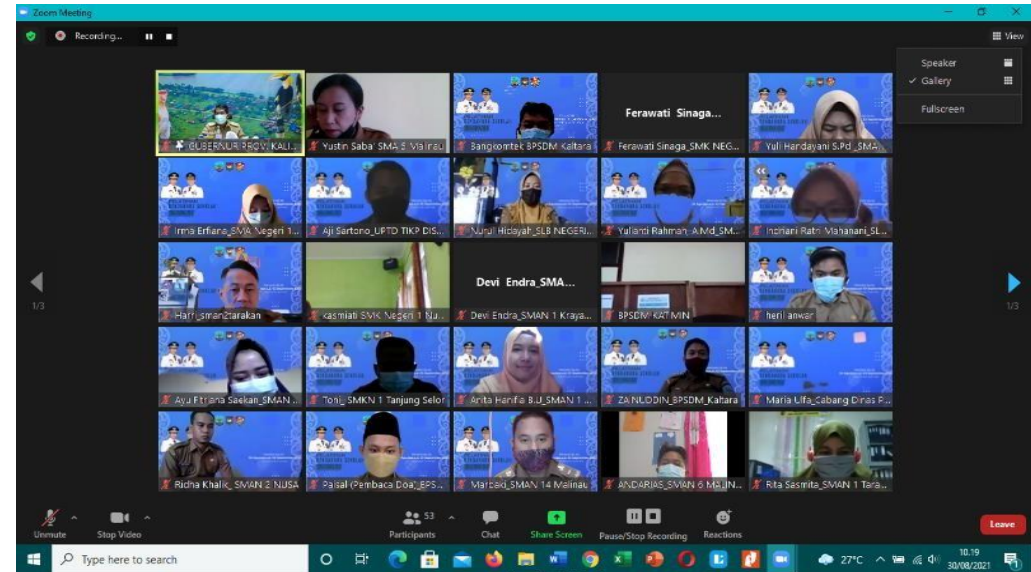 Zoom Meeting
Recording...
View
Speaker
Gallery
Fullscreen
GUBERNUR PROV. KALI...
Yustin Saba' SMA 5 Malinau
Bangkomtek BPSDM Kaltara
Ferawati Sinaga...
Ferawati Sinaga_SMK NEG...
Yuli Handayani S.Pd_SMA...
Irma Erfiana_SMA Negeri 1...
Aji Sartono_UPTD TIKP DIS...
Nurul Hidayah_SLB NEGERI...
Yulianti Rahman, A.Md_SM...
Indriani Ratri Mahanani_SL...
1/3
1/3
Harri_sman2tarakan
kasmiati SMK Negeri 1 Nu...
Devi Endra_SMA...
Devi Endra_SMAN 1 Kraya...
BPSDM-KATMIN
heril anwar
Ayu Fitriana Saekan_SMAN...
Toni_SMKN 1 Tanjung Selor
Anita Hanifia B.U_SMAN 1...
ZAINUDDIN_BPSDM_Kaltara
Maria Ulfa_Cabang Dinas P...
Ridha Khalik_ SMAN 2 NUSA
Paisal (Pembaca Doa)_BPS...
Marbaki_SMAN 14 Malinau
ANDARIAS_SMAN 6 MALIN...
Rita Sasmita_SMAN 1 Tara...
Unmute
Stop Video
53
Participants
Chat
Share Screen
Pause/Stop Recording
Reactions
Leave
Type here to search
27°C
10.19
30/08/2021